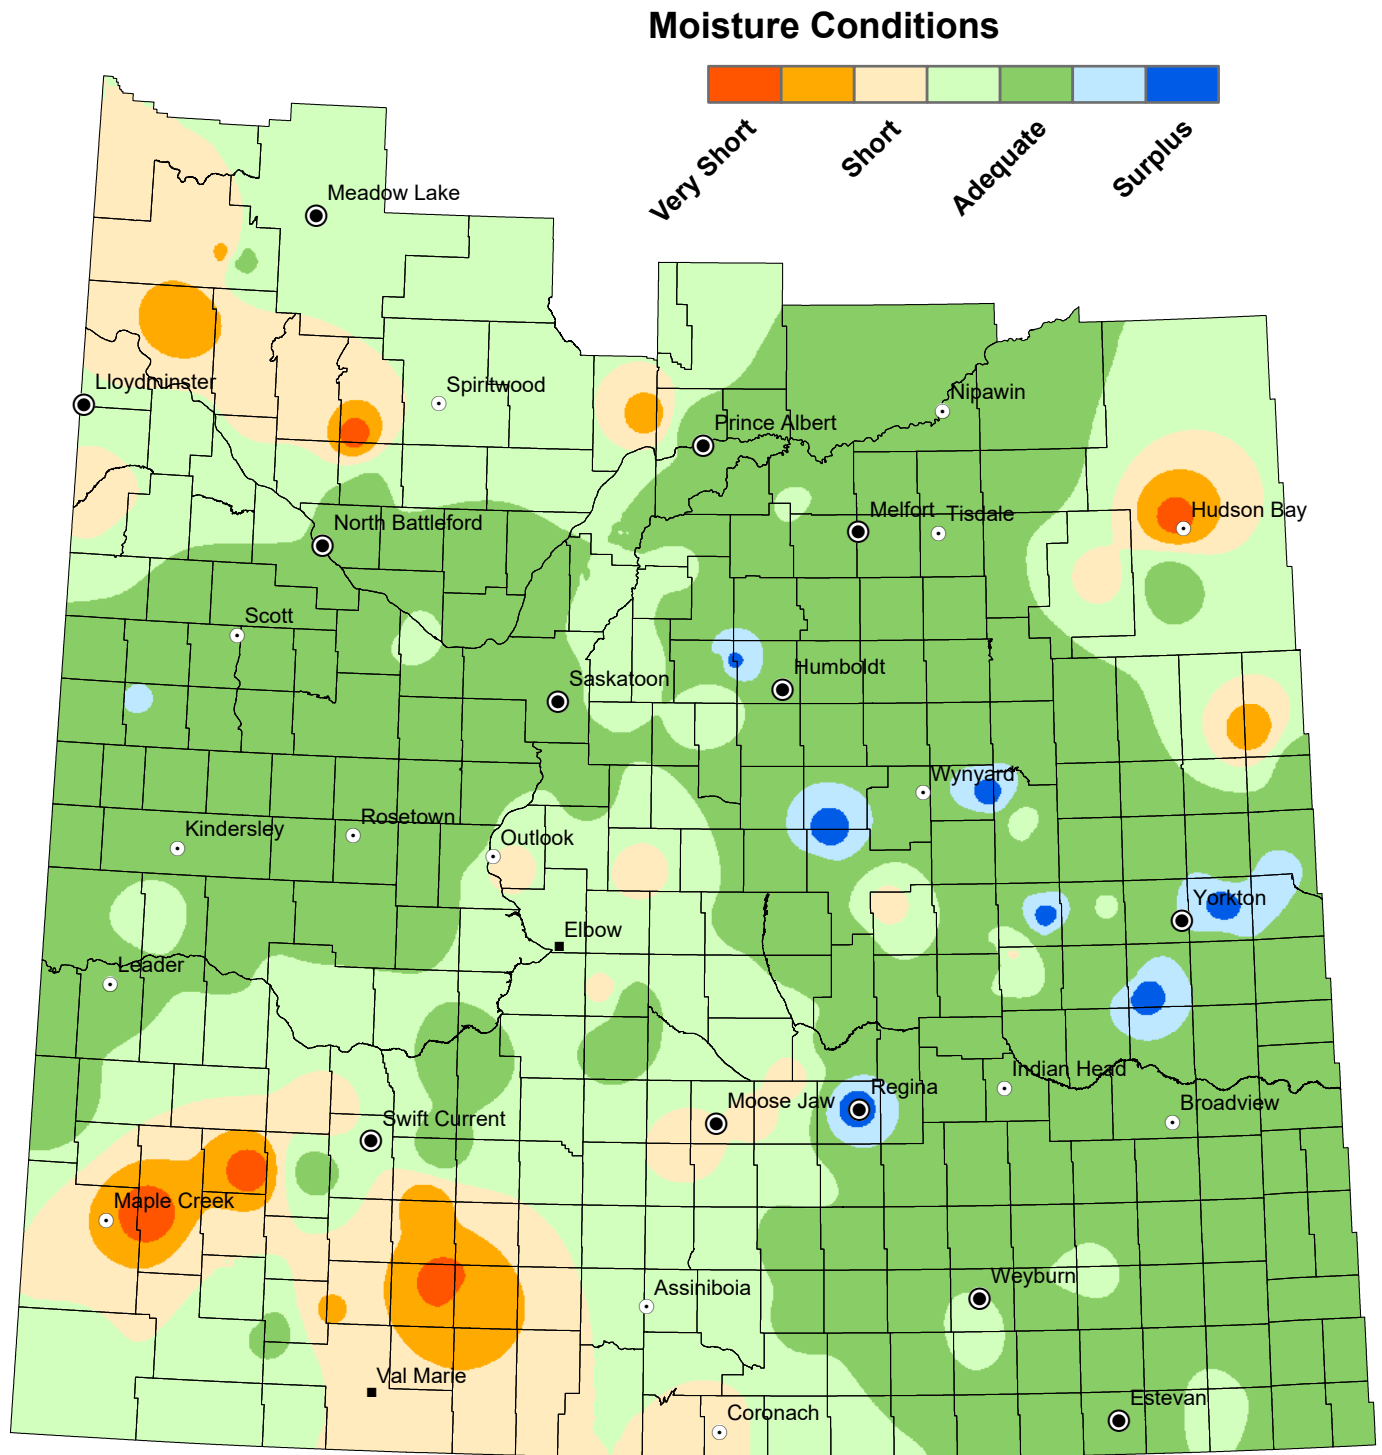 Moisture Conditions
Very Short
Short
Adequate
Surplus
Meadow Lake
Lloydminster
Spiritwood
Nipawin
Prince Albert
Hudson Bay
Melfort
Tisdale
North Battleford
Scott
Humboldt
Saskatoon
Wynyard
Rosetown
Kindersley
Outlook
Yorkton
Elbow
Leader
Indian Head
Regina
Moose Jaw
Broadview
Swift Current
Maple Creek
Weyburn
Assiniboia
Val Marie
Estevan
Coronach